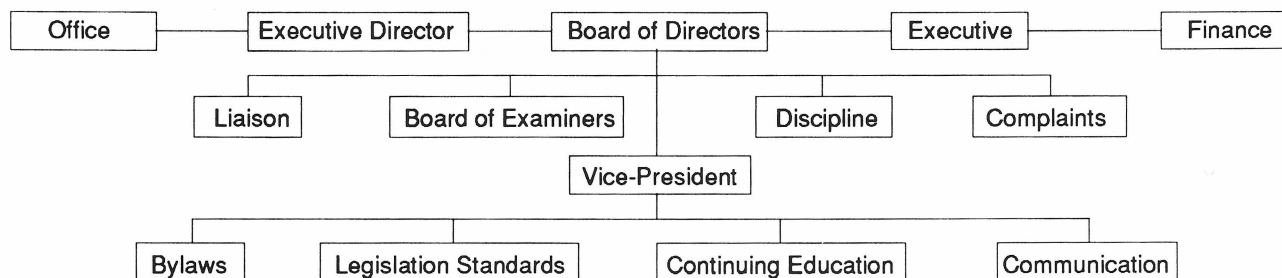 Office
Executive Director
Board of Directors
Executive
Finance
Liaison
Board of Examiners
Discipline
Complaints
Vice-President
Bylaws
Legislation Standards
Continuing Education
Communication